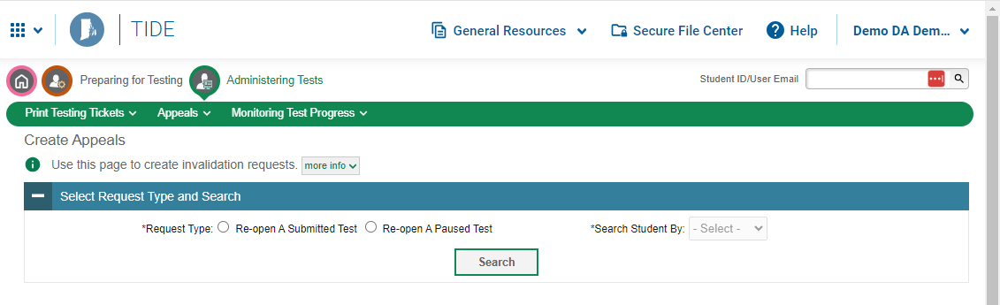 TIDE
General Resources
Secure File Center
Help
Demo DA Dem...
Preparing for Testing
Administering Tests
Student ID/User Email
Print Testing Tickets
Appeals
Monitoring Test Progress
Create Appeals
Use this page to create invalidation requests. more info
Select Request Type and Search
*Request Type: Re-open A Submitted Test Re-open A Paused Test
*Search Student By: - Select -
Search